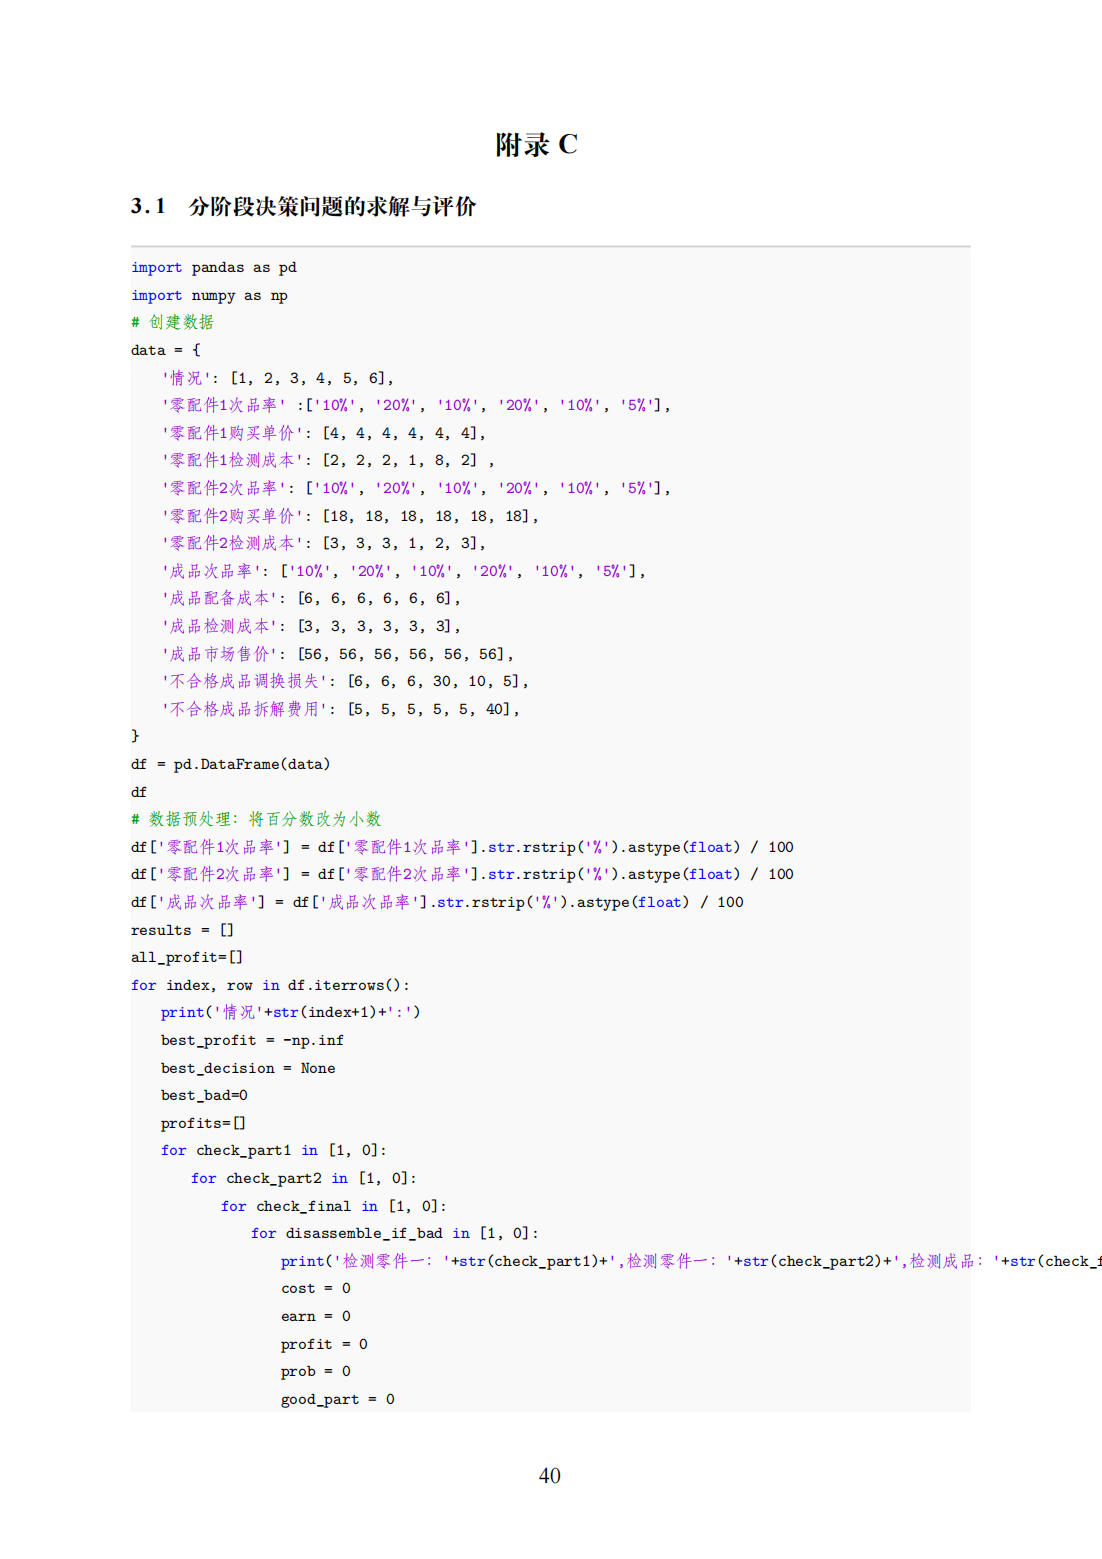 附录 C
3.1 分阶段决策问题的求解与评价
import pandas as pd
import numpy as np
# 创建数据
data = {
    '情况': [1, 2, 3, 4, 5, 6],
    '零配件1次品率' :['10%', '20%', '10%', '20%', '10%', '5%'],
    '零配件1购买单价': [4, 4, 4, 4, 4, 4],
    '零配件1检测成本': [2, 2, 2, 1, 8, 2] ,
    '零配件2次品率': ['10%', '20%', '10%', '20%', '10%', '5%'],
    '零配件2购买单价': [18, 18, 18, 18, 18, 18],
    '零配件2检测成本': [3, 3, 3, 1, 2, 3],
    '成品次品率': ['10%', '20%', '10%', '20%', '10%', '5%'],
    '成品配备成本': [6, 6, 6, 6, 6, 6],
    '成品检测成本': [3, 3, 3, 3, 3, 3],
    '成品市场售价': [56, 56, 56, 56, 56, 56],
    '不合格成品调换损失': [6, 6, 6, 30, 10, 5],
    '不合格成品拆解费用': [5, 5, 5, 5, 5, 40],
}
df = pd.DataFrame(data)
df
# 数据预处理：将百分数改为小数
df['零配件1次品率'] = df['零配件1次品率'].str.rstrip('%').astype(float) / 100
df['零配件2次品率'] = df['零配件2次品率'].str.rstrip('%').astype(float) / 100
df['成品次品率'] = df['成品次品率'].str.rstrip('%').astype(float) / 100
results = []
all_profit=[]
for index, row in df.iterrows():
    print('情况'+str(index+1)+':')
    best_profit = -np.inf
    best_decision = None
    best_bad=0
    profits=[]
    for check_part1 in [1, 0]:
        for check_part2 in [1, 0]:
            for check_final in [1, 0]:
                for disassemble_if_bad in [1, 0]:
                    print('检测零件一：'+str(check_part1)+',检测零件一：'+str(check_part2)+',检测成品：'+str(check_f
                    cost = 0
                    earn = 0
                    profit = 0
                    prob = 0
                    good_part = 0
40